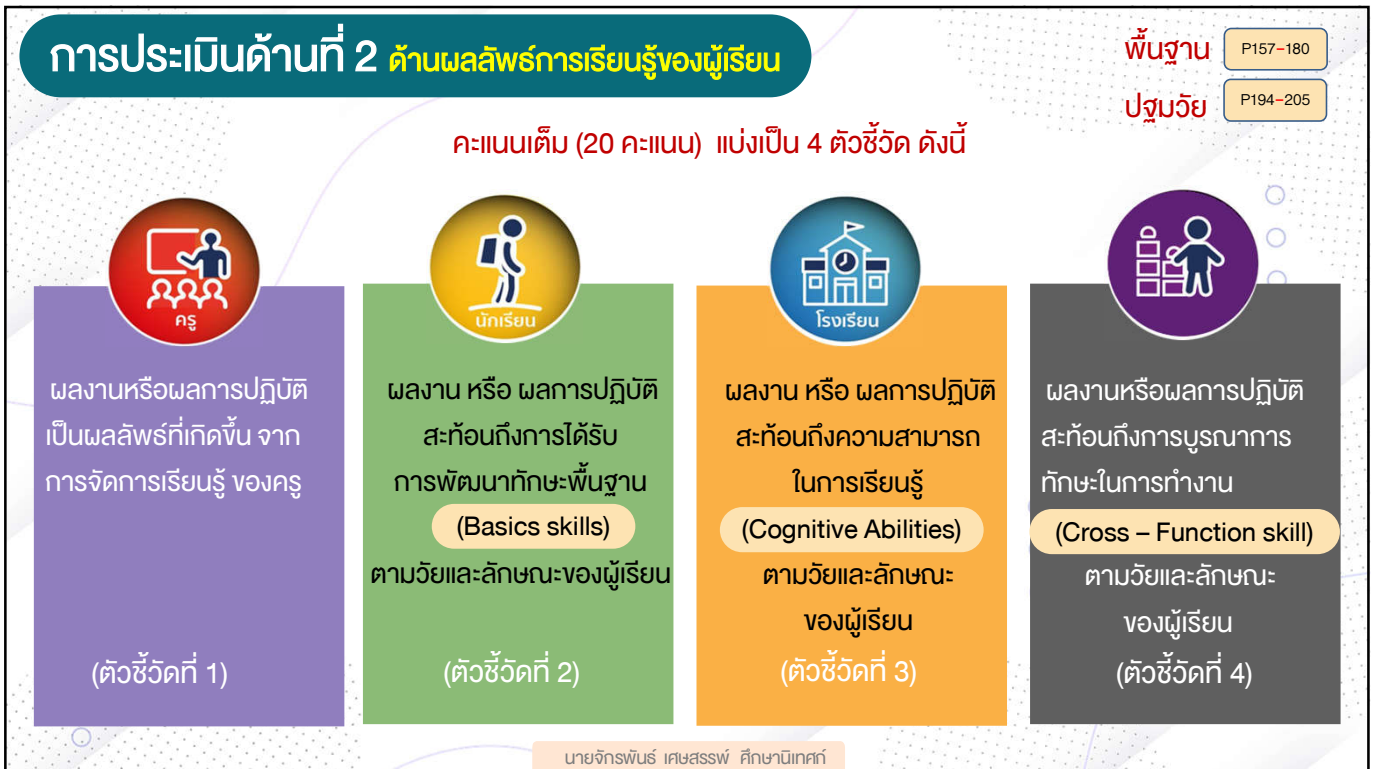 การประเมินด้านที่ 2 ด้านผลลัพธ์การเรียนรู้ของผู้เรียน
พื้นฐาน P157-180
ปฐมวัย P194-205
คะแนนเต็ม (20 คะแนน) แบ่งเป็น 4 ตัวชี้วัด ดังนี้
ครู
ผลงานหรือผลการปฏิบัติ
เป็นผลลัพธ์ที่เกิดขึ้น จาก
การจัดการเรียนรู้ ของครู
(ตัวชี้วัดที่ 1)
นักเรียน
ผลงาน หรือ ผลการปฏิบัติ
สะท้อนถึงการได้รับ
การพัฒนาทักษะพื้นฐาน
(Basics skills)
ตามวัยและลักษณะของผู้เรียน
(ตัวชี้วัดที่ 2)
โรงเรียน
ผลงาน หรือ ผลการปฏิบัติ
สะท้อนถึงความสามารถ
ในการเรียนรู้
(Cognitive Abilities)
ตามวัยและลักษณะ
ของผู้เรียน
(ตัวชี้วัดที่ 3)
ผลงานหรือผลการปฏิบัติ
สะท้อนถึงการบูรณาการ
ทักษะในการทำงาน
(Cross – Function skill)
ตามวัยและลักษณะ
ของผู้เรียน
(ตัวชี้วัดที่ 4)
นายจักรพันธ์ เศษสรรพ์ ศึกษานิเทศก์